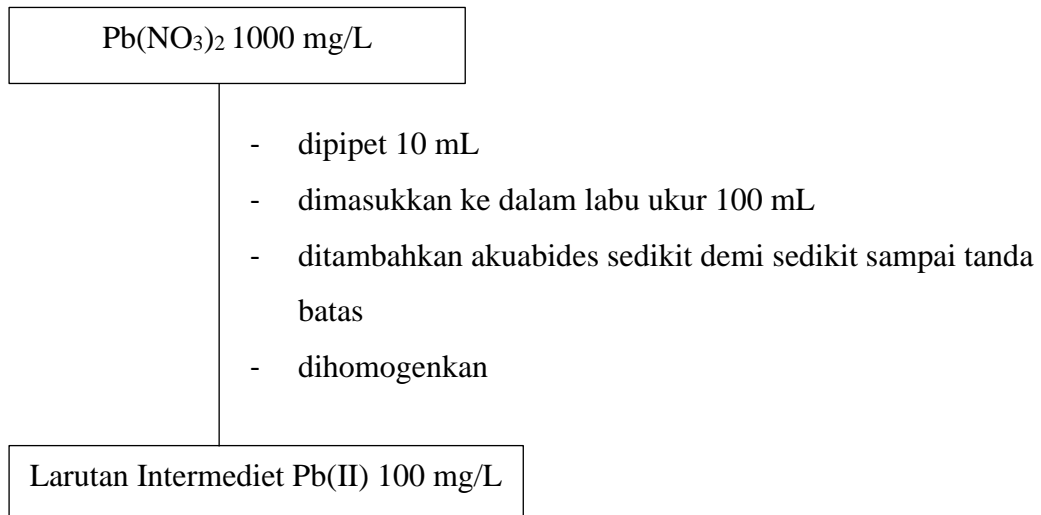 Pb(NO₃)₂ 1000 mg/L
- dipipet 10 mL
- dimasukkan ke dalam labu ukur 100 mL
- ditambahkan akuabides sedikit demi sedikit sampai tanda
batas
- dihomogenkan
Larutan Intermediet Pb(II) 100 mg/L